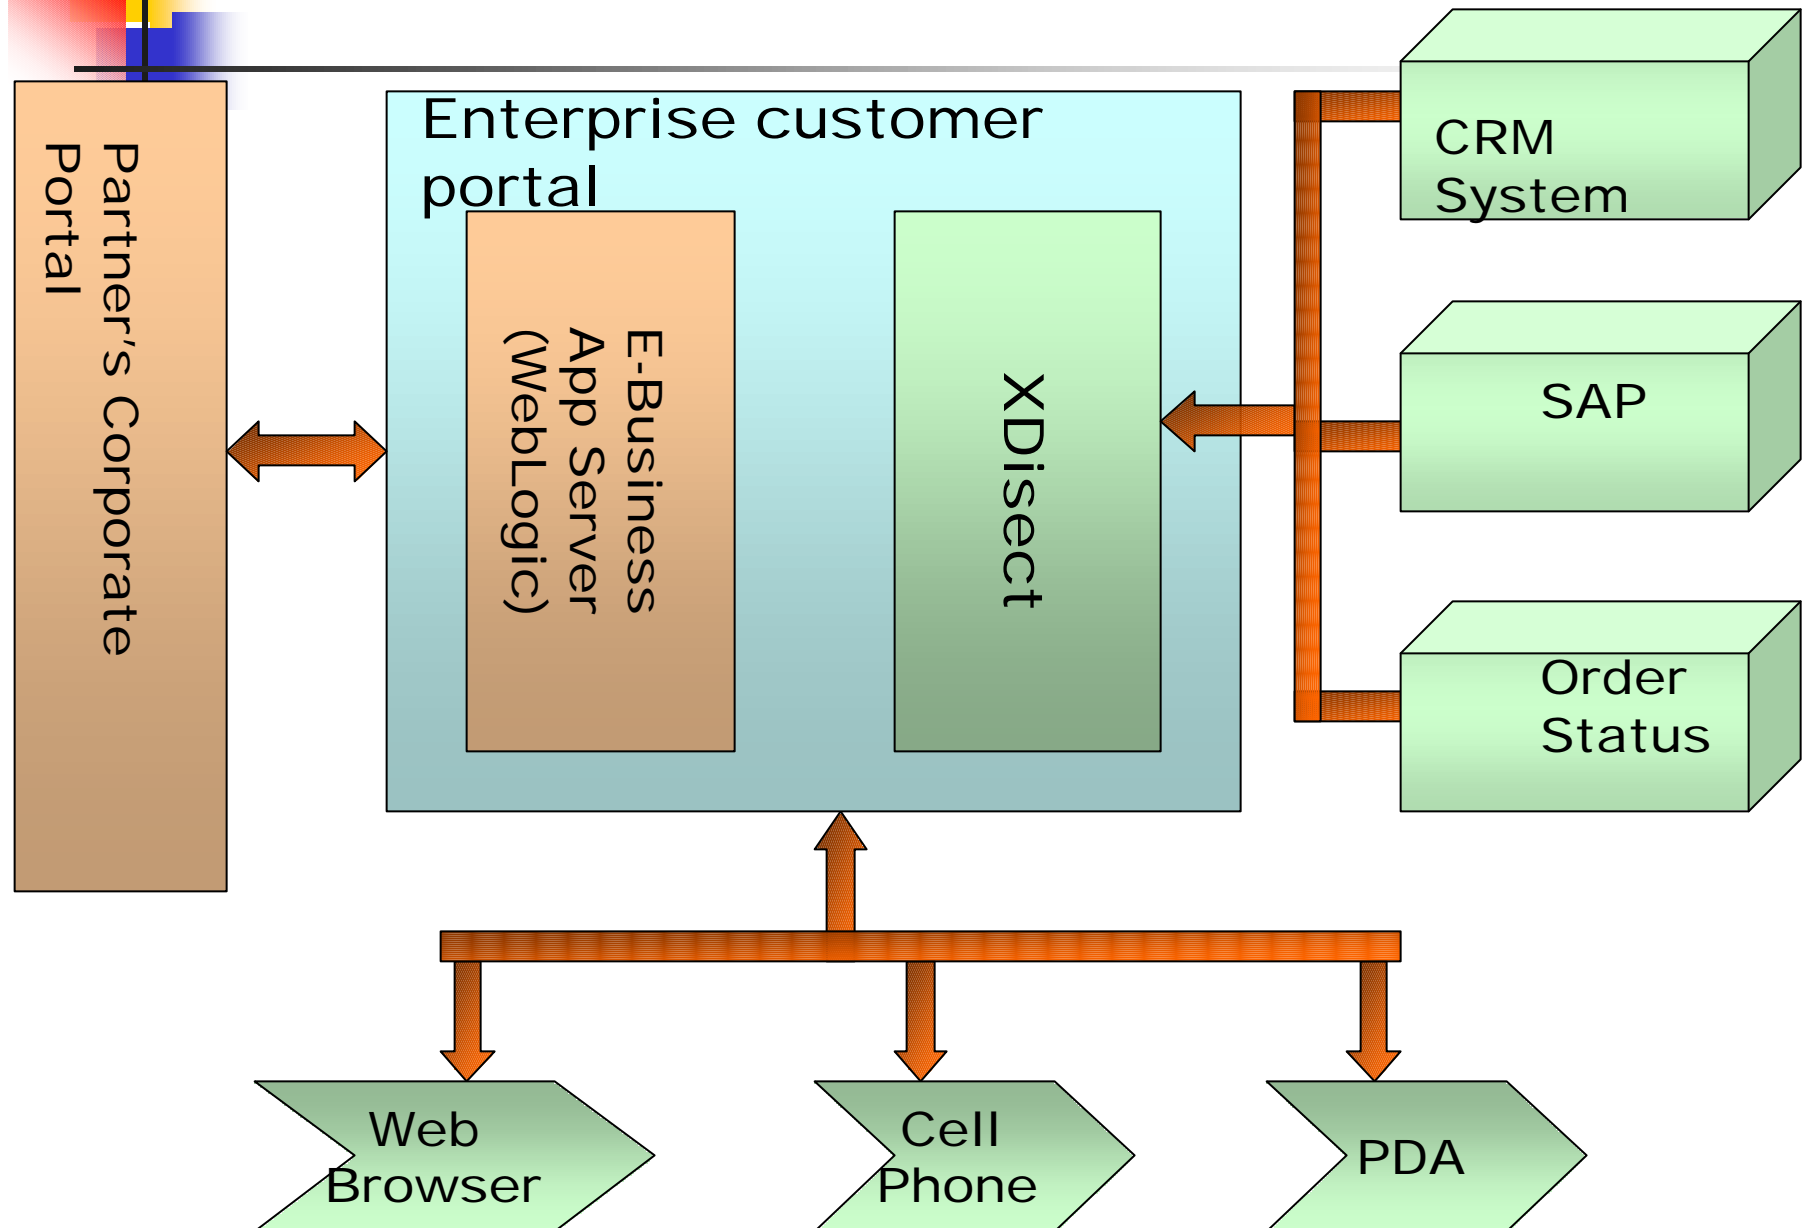 Partner's Corporate
Portal
Enterprise customer
portal
E-Business
App Server
(WebLogic)
XDisect
CRM
System
SAP
Order
Status
Web
Browser
Cell
Phone
PDA